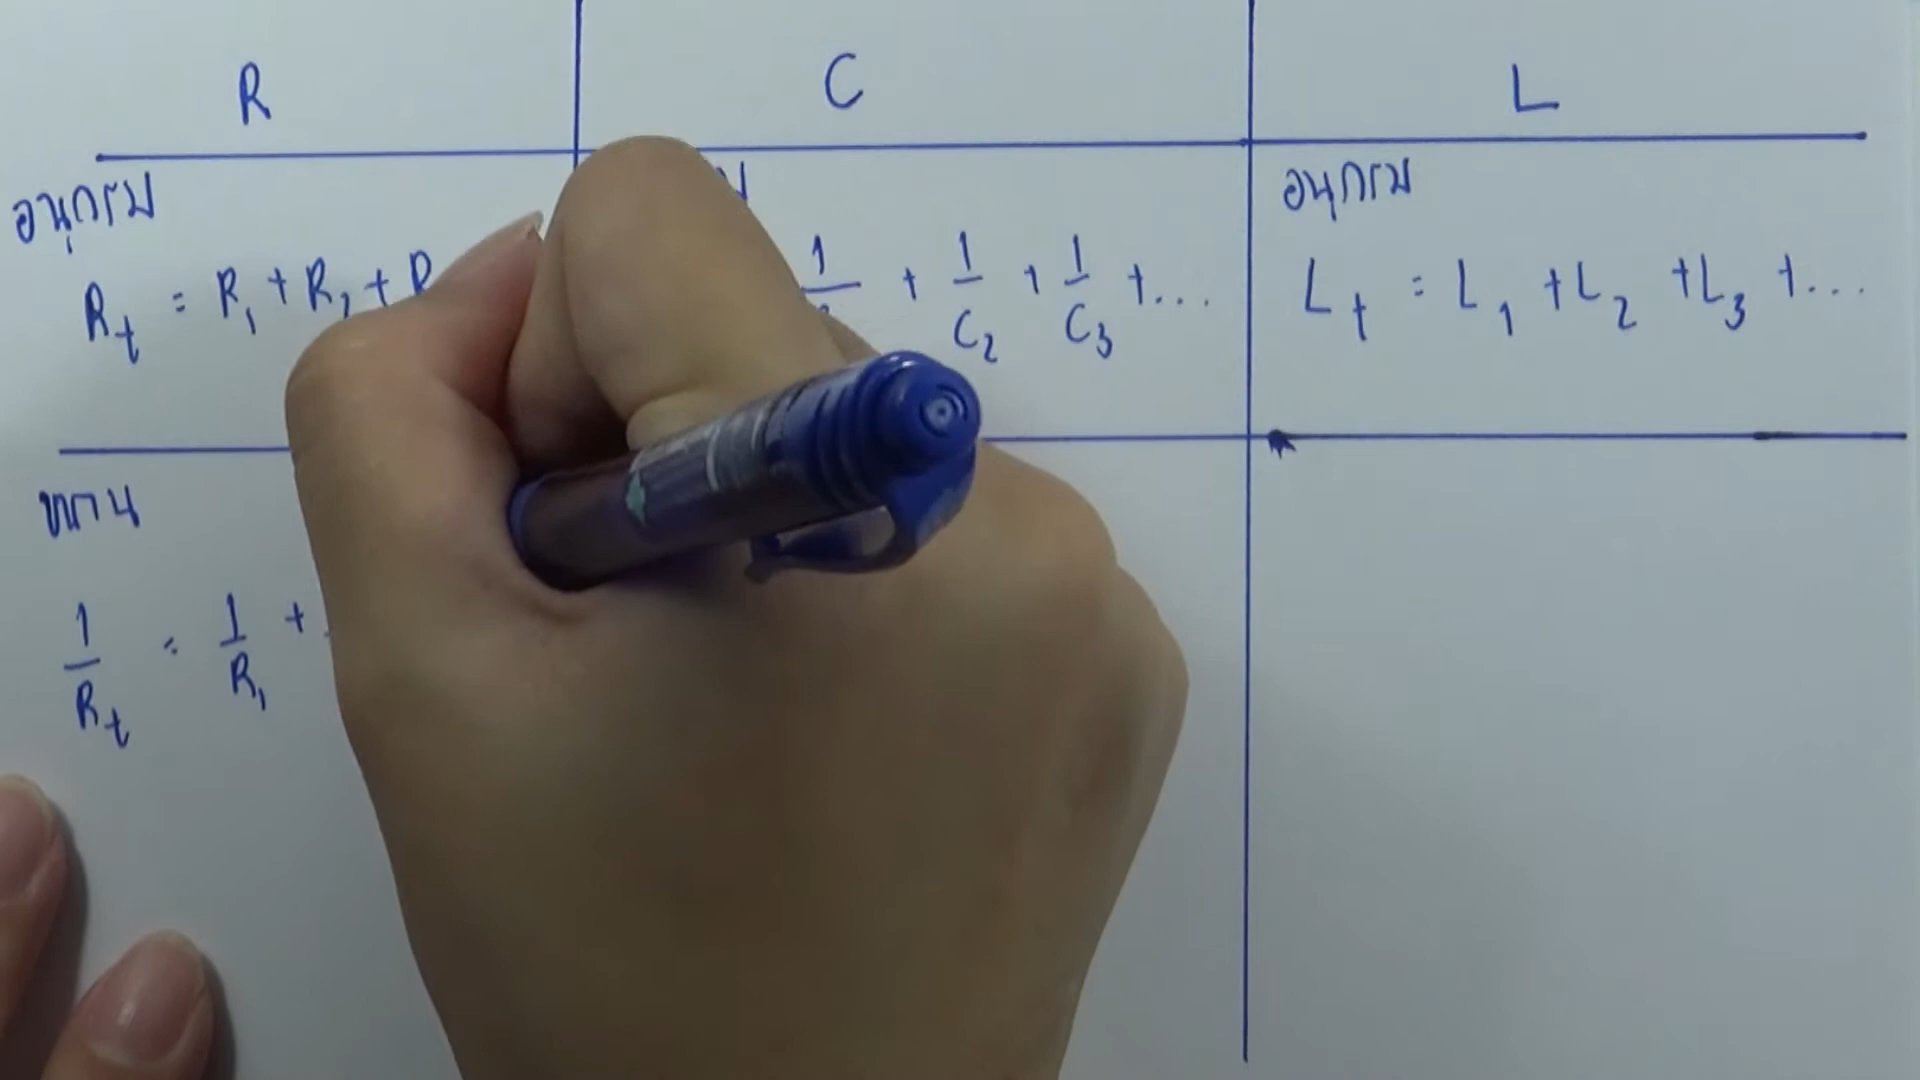 R
C
L
อนุกรม
อนุกรม
Rt = R1 + R2 + R
1 + 1/C2 + 1/C3 + ...
Lt = L1 + L2 + L3 + ...
ขนาน
1/Rt = 1/R1 +